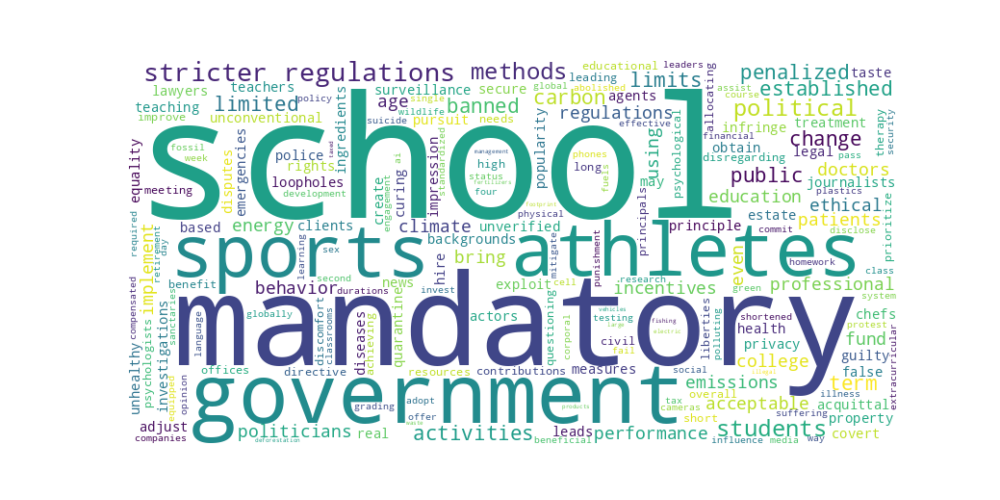 stricter regulations
methods
lawyers
teachers
policy
surveillance
single
leading
educational
leaders
global
abolished
limits
allocating
penalized
taste
assist
established
limited
teaching
improve
unconventional
age
secure
banned
wildlife
carbon
agents
effective
regulations
course
political
financial
treatment
infringe
security
suicide
pursuit
needs
school
fossil
week
disputes
emergencies
police
rights
loopholes
development
taxed
ingredients
create
engagement
curing
ai
impression
standardized
management
high
status
fertilizers
four
popularity
phones
long
fuels
using
psychological
disregarding
obtain
change
legal
pass
therapy
doctors
equality
meeting
public
plastics
journalists
may
education
ethical
required
retirement
day
implement
based
energy
clients
climate
footprint
physical
backgrounds
unverified
principals
principle
estate
commit
patients
disclose
prioritize
sports
athletes
learning
sex
hire
bring
mitigate
punishment
even
homework
class
benefit
behavior
second
durations
news
quarantine
invest
exploit
cell
research
incentives
green
professional
system
compensated
psychologists
sanctuaries
investigations
mandatory
language
globally
discomfort
classrooms
diseases
achieving
actors
questioning
vehicles
testing
large
fishing
electric
civil
fail
liberties
polluting
shortened
health
chefs
protest
privacy
fund
extracurricular
unhealthy
equipped
opinion
offices
directive
resources
contributions
corporal
measures
social
illegal
college
guilty
false
government
grading
adopt
offer
products
tax
cameras
emissions
overall
term
illness
acceptable
suffering
acquittal
property
adjust
companies
politicians
deforestation
real
activities
waste
leads
beneficial
performance
short
students
influence
media
way
covert